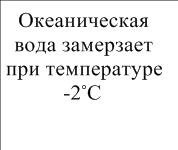 Океаническая
вода замерзает
при температуре
-2°С